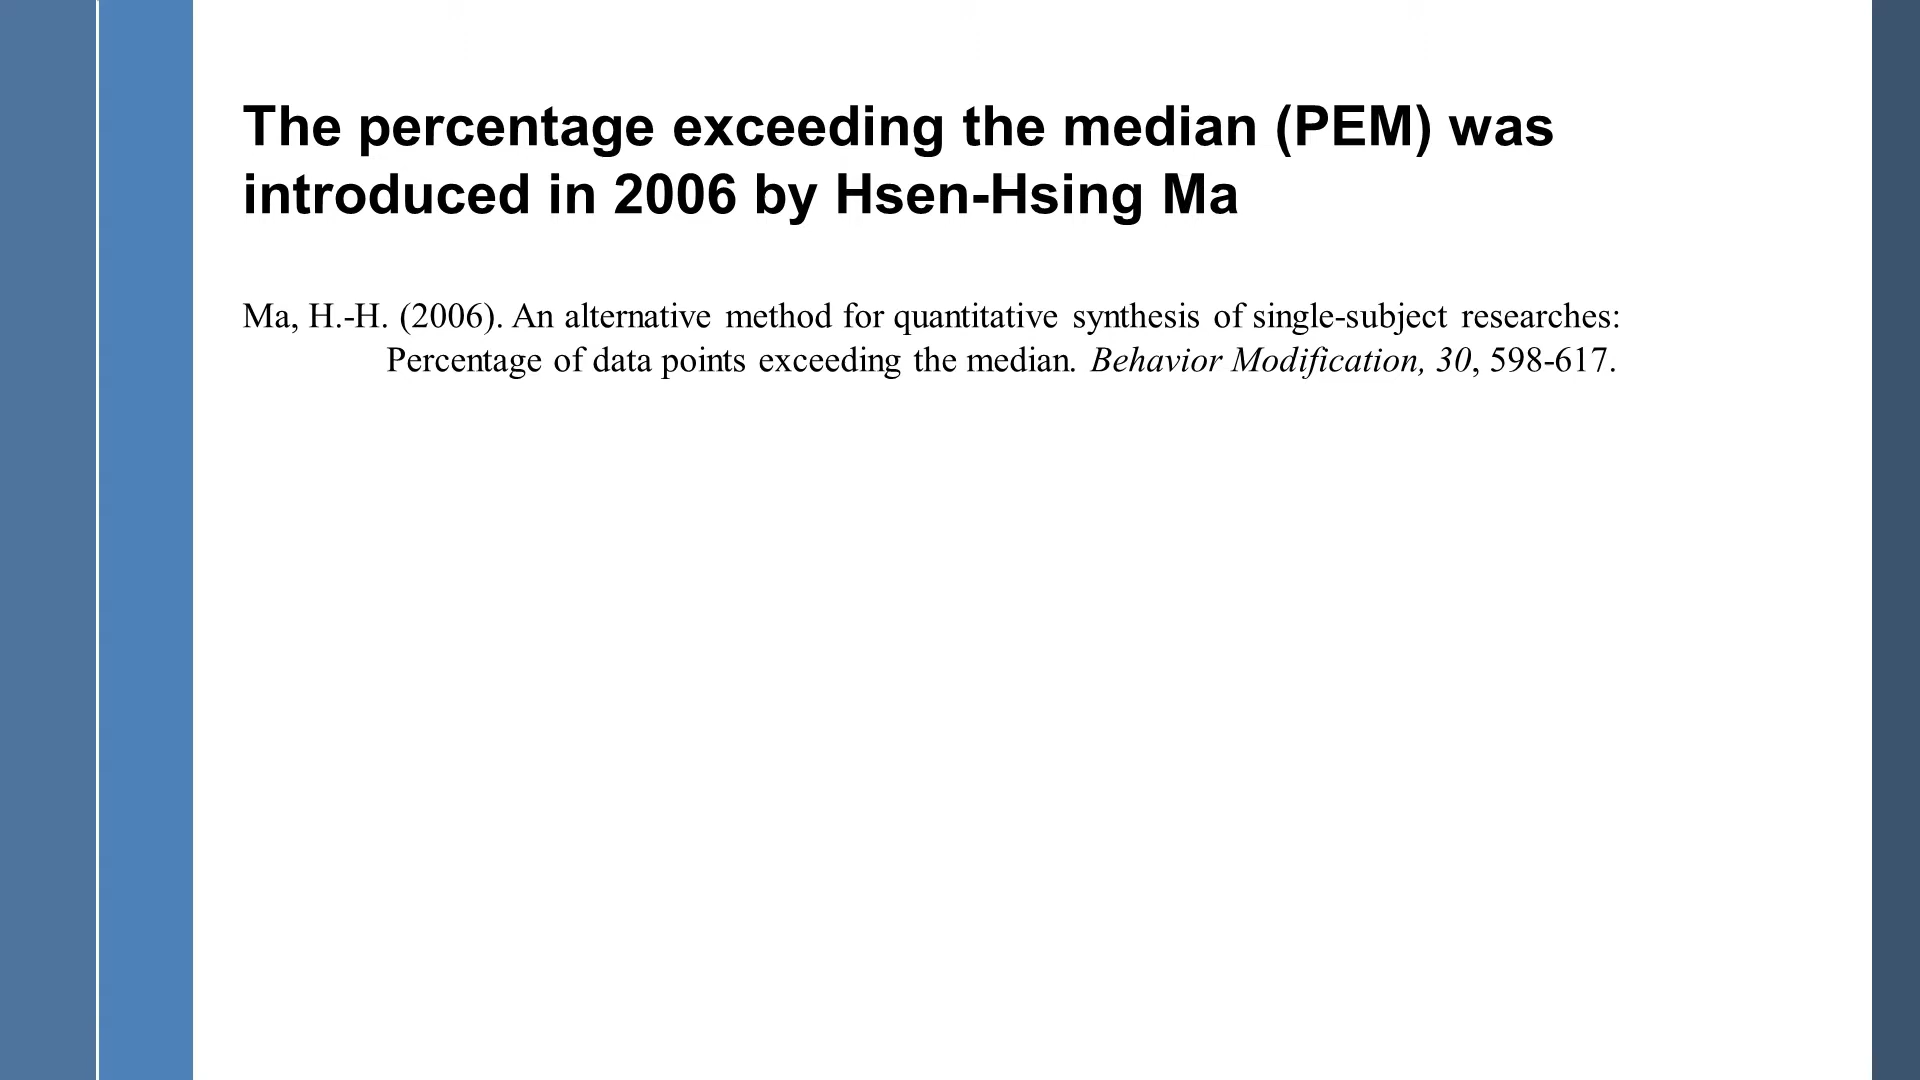 The percentage exceeding the median (PEM) was
introduced in 2006 by Hsen-Hsing Ma
Ma, H.-H. (2006). An alternative method for quantitative synthesis of single-subject researches:
Percentage of data points exceeding the median. Behavior Modification, 30, 598-617.